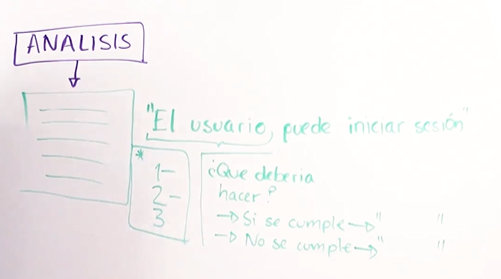 ANALISIS
"El usuario, puede iniciar sesión"
*
1-
2-
3
¿Que deberia
hacer?
→ Si se cumple → " "
→ No se cumple → " "